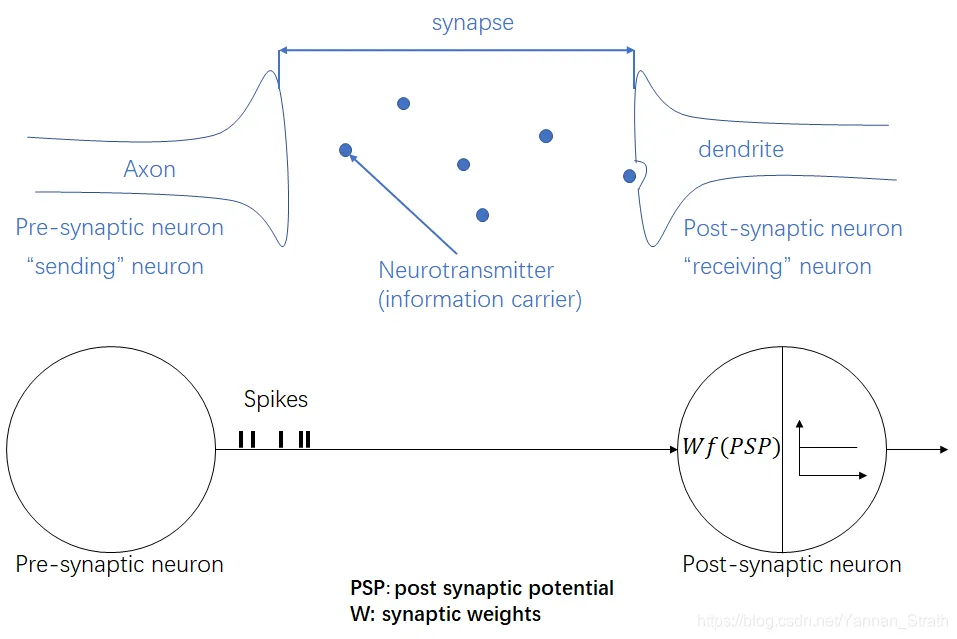 synapse
Axon
dendrite
Pre-synaptic neuron
“sending” neuron
Post-synaptic neuron
“receiving” neuron
Neurotransmitter
(information carrier)
Spikes
Wf(PSP)
Pre-synaptic neuron
Post-synaptic neuron
PSP: post synaptic potential
W: synaptic weights
https://blog.csdn.net/Yannan_Strath